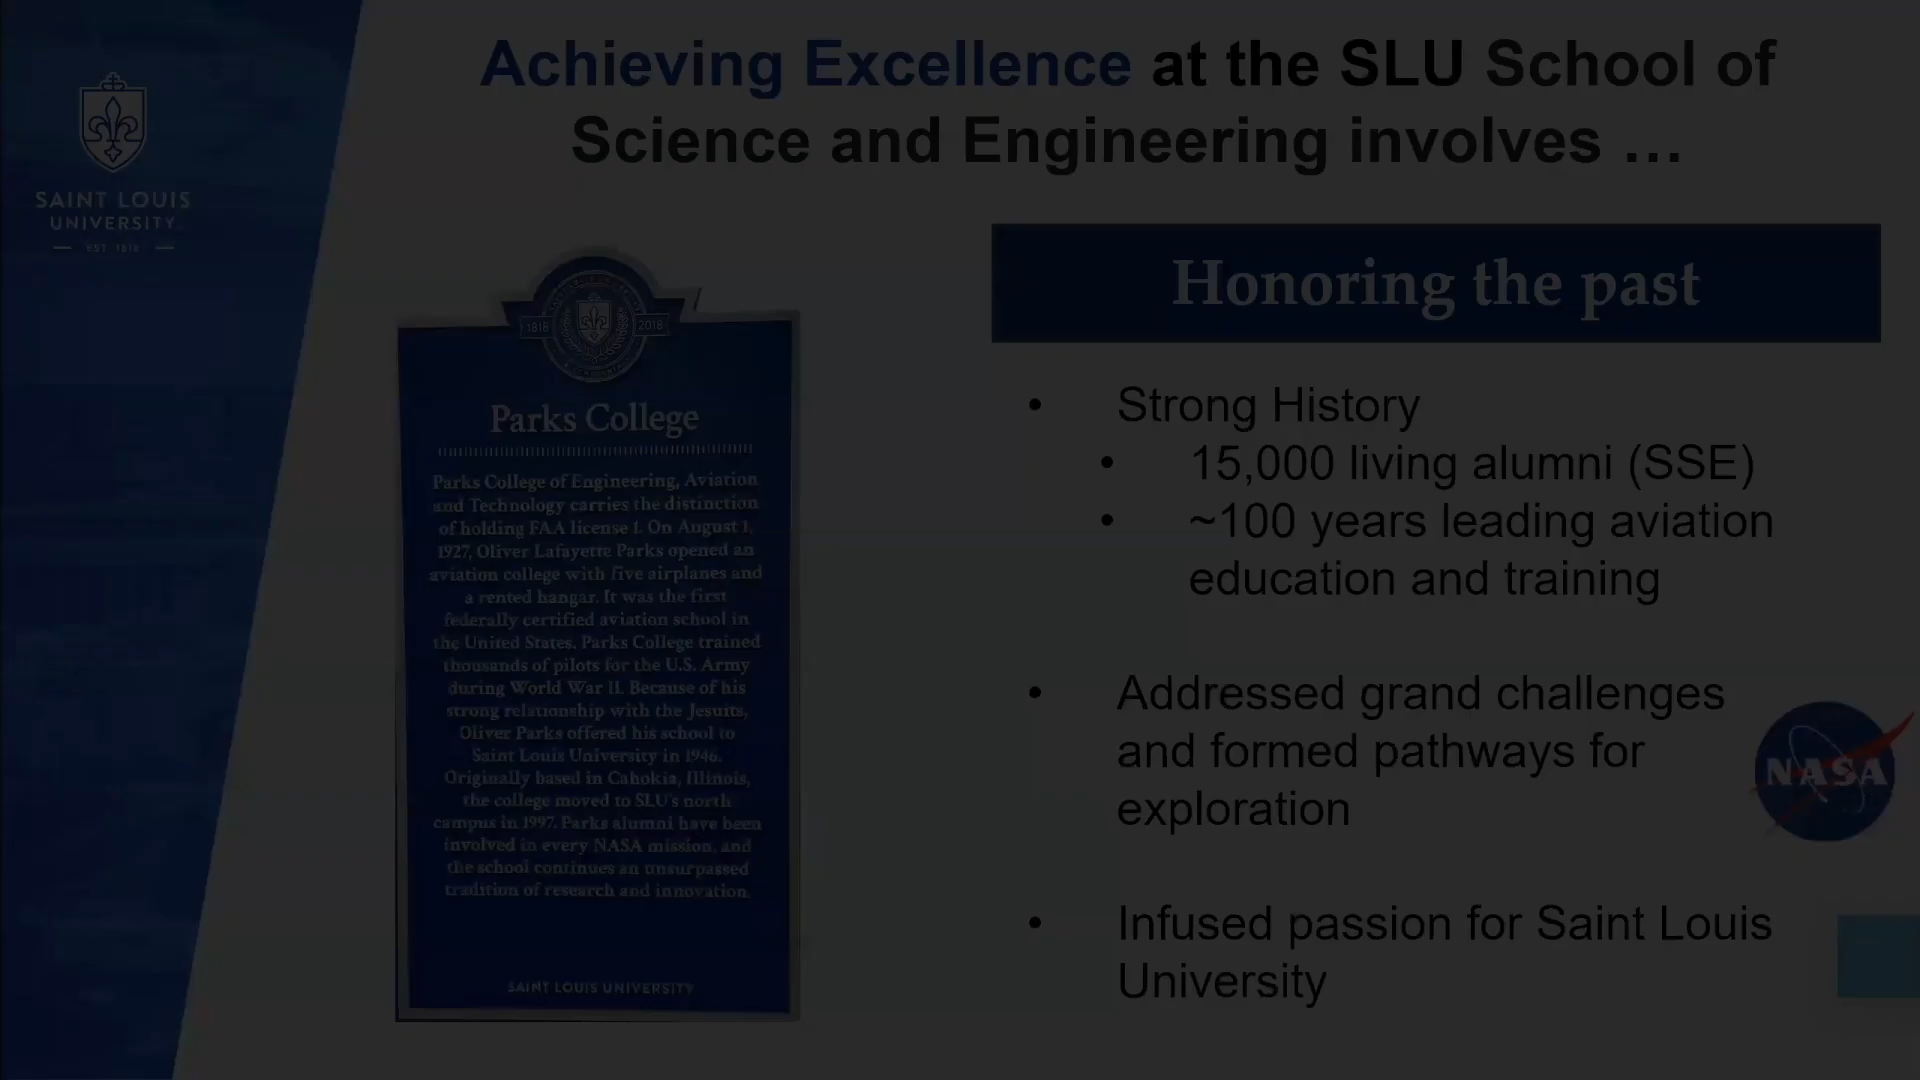 SAINT LOUIS
UNIVERSITY
EST. 1818
Achieving Excellence at the SLU School of
Science and Engineering involves …
1818
2018
Parks College
Parks College of Engineering, Aviation
and Technology carries the distinction
of holding FAA license 1. On August 1,
1927, Oliver Lafayette Parks opened an
aviation college with five airplanes and
a rented hangar. It was the first
federally certified aviation school in
the United States. Parks College trained
thousands of pilots for the U.S. Army
during World War II. Because of his
strong relationship with the Jesuits,
Oliver Parks offered his school to
Saint Louis University in 1946.
Originally based in Cahokia, Illinois,
the college moved to SLU's north
campus in 1997. Parks alumni have been
involved in every NASA mission, and
the school continues an unsurpassed
tradition of research and innovation.
SAINT LOUIS UNIVERSITY
Honoring the past
• Strong History
• 15,000 living alumni (SSE)
• ~100 years leading aviation
education and training
• Addressed grand challenges
and formed pathways for
exploration
NASA
• Infused passion for Saint Louis
University